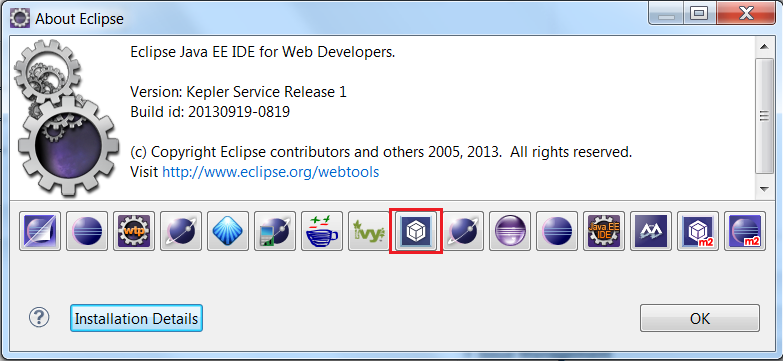 About Eclipse
Eclipse Java EE IDE for Web Developers.
Version: Kepler Service Release 1
Build id: 20130919-0819
(c) Copyright Eclipse contributors and others 2005, 2013.  All rights reserved.
Visit http://www.eclipse.org/webtools
wtp
ivy
Java EE
IDE
m2
m2
?
Installation Details
OK